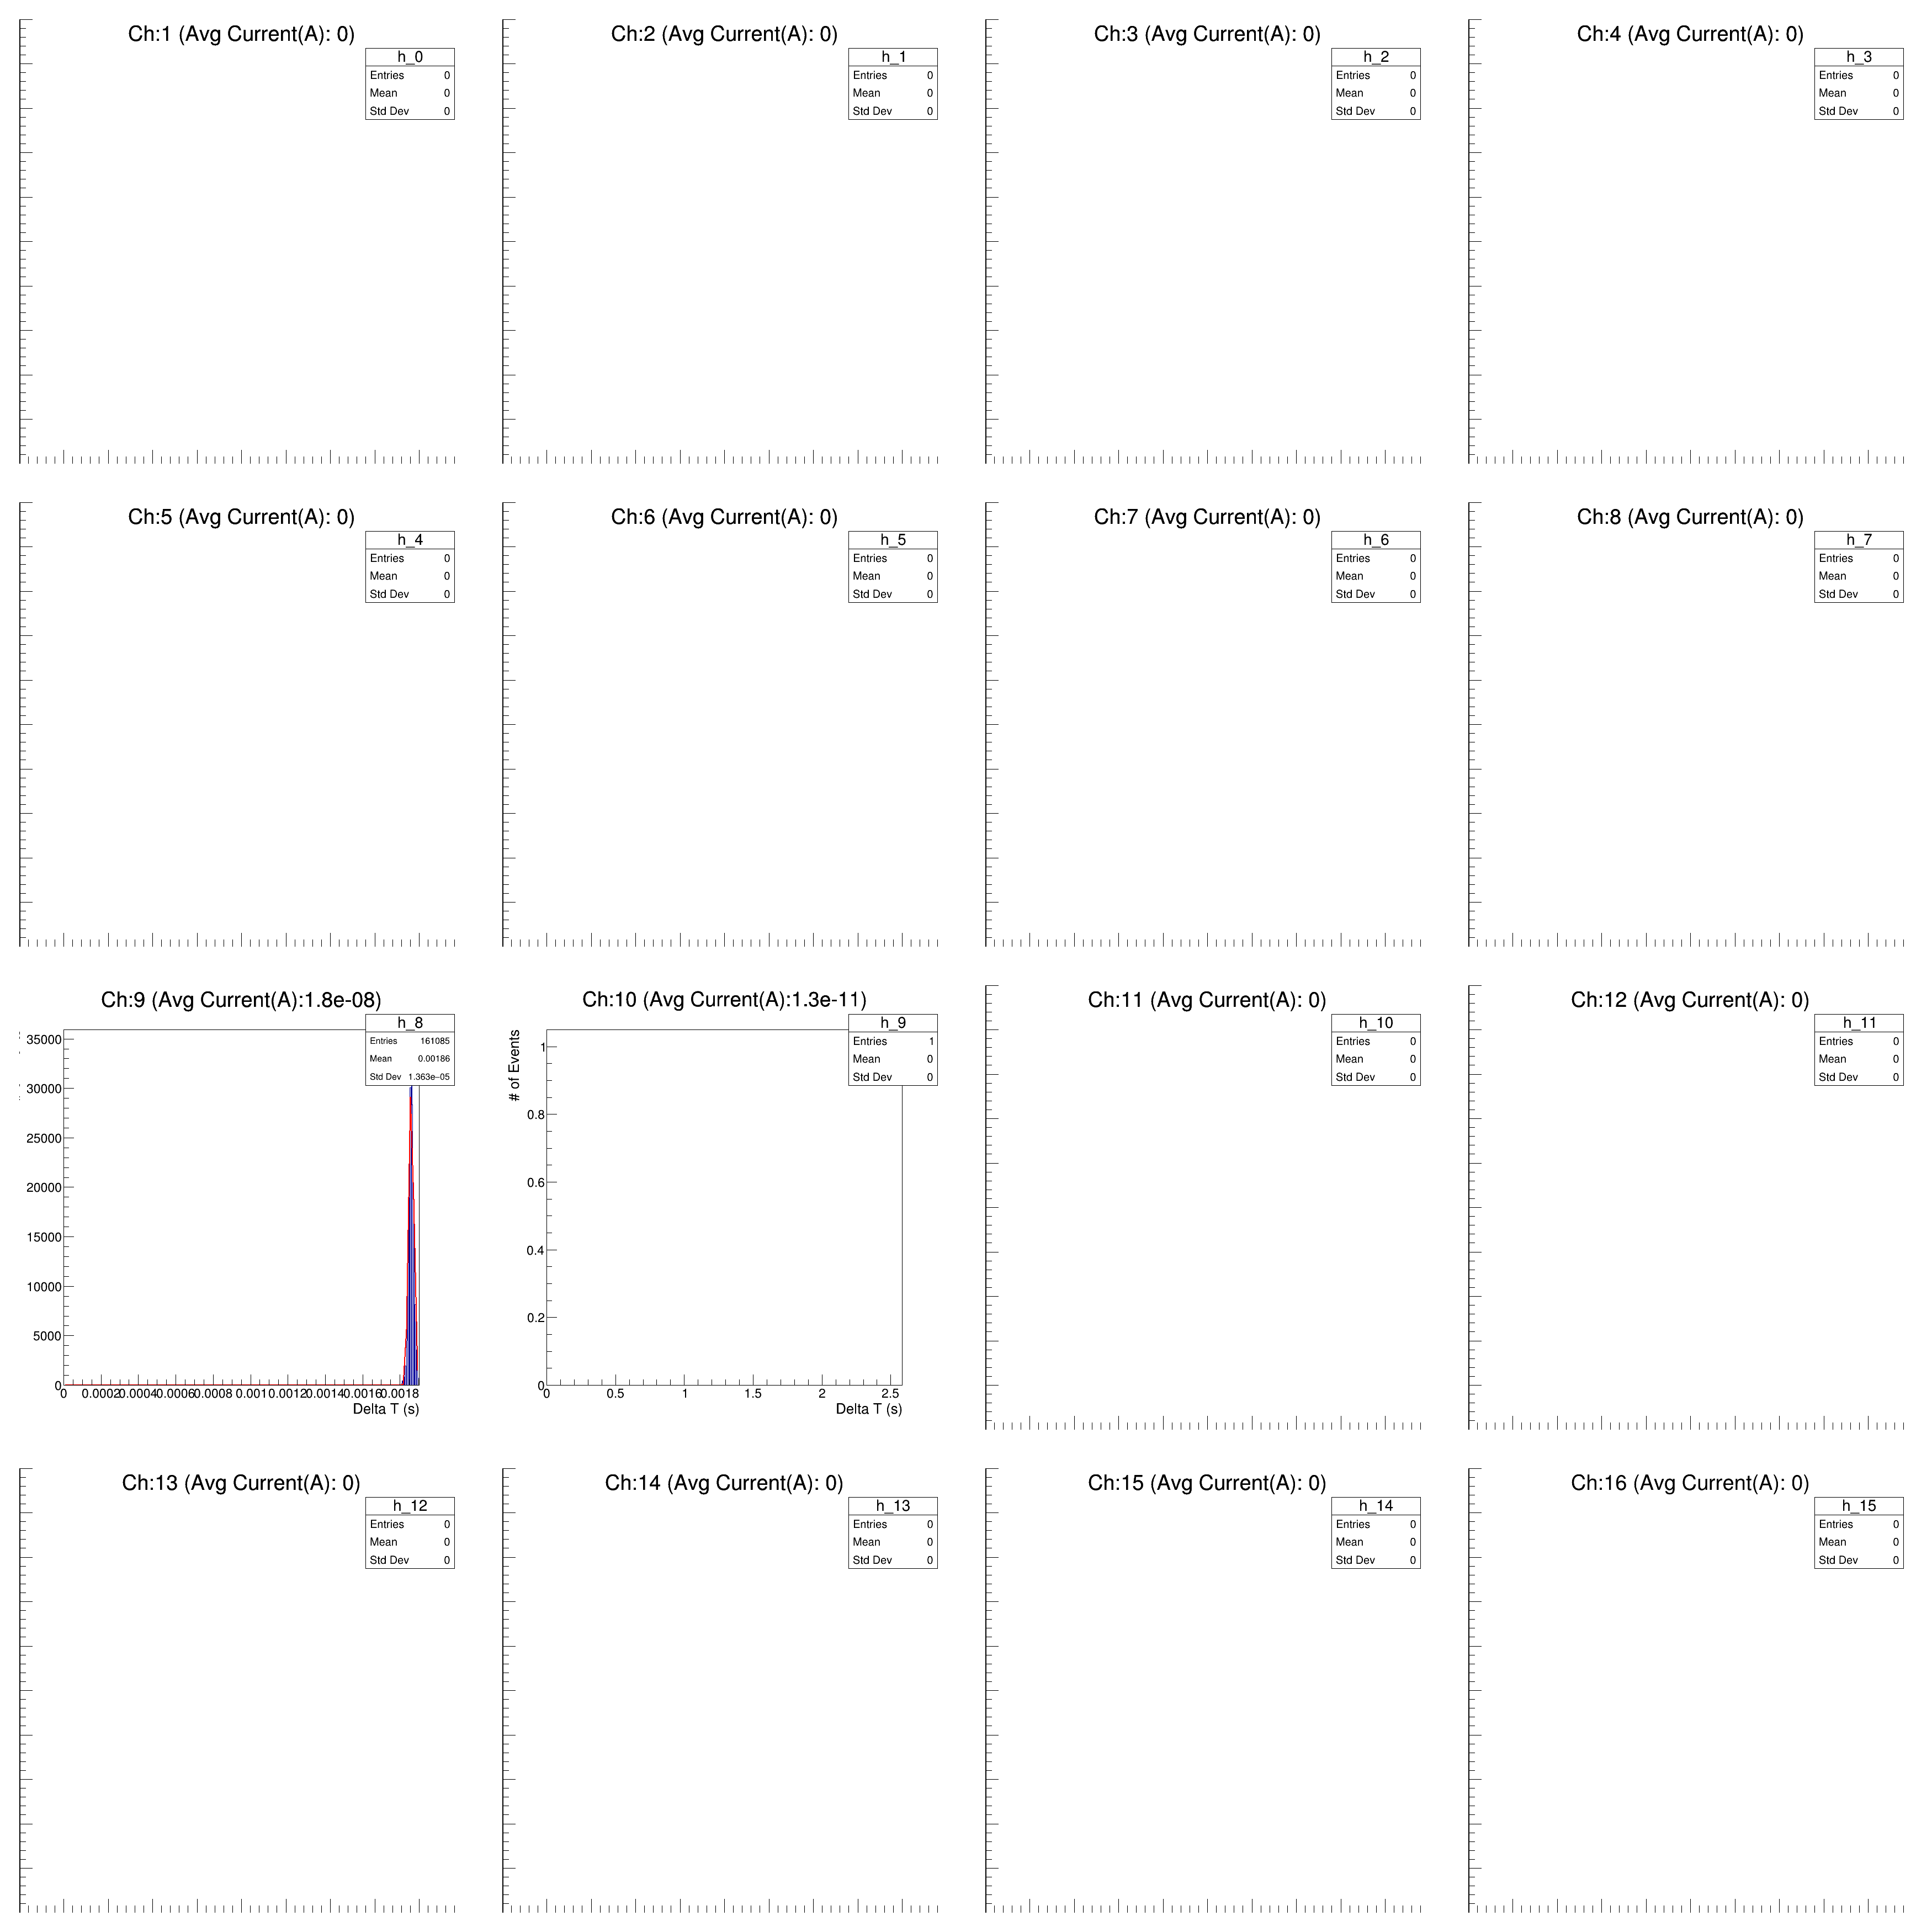 Ch:1 (Avg Current(A): 0)
h_0
Entries 0
Mean 0
Std Dev 0
Ch:2 (Avg Current(A): 0)
h_1
Entries 0
Mean 0
Std Dev 0
Ch:3 (Avg Current(A): 0)
h_2
Entries 0
Mean 0
Std Dev 0
Ch:4 (Avg Current(A): 0)
h_3
Entries 0
Mean 0
Std Dev 0
Ch:5 (Avg Current(A): 0)
h_4
Entries 0
Mean 0
Std Dev 0
Ch:6 (Avg Current(A): 0)
h_5
Entries 0
Mean 0
Std Dev 0
Ch:7 (Avg Current(A): 0)
h_6
Entries 0
Mean 0
Std Dev 0
Ch:8 (Avg Current(A): 0)
h_7
Entries 0
Mean 0
Std Dev 0
Ch:9 (Avg Current(A):1.8e-08)
h_8
Entries 161085
Mean 0.00186
Std Dev 1.363e-05
35000
30000
25000
20000
15000
10000
5000
0
0 0.0002 0.0004 0.0006 0.0008 0.0010 0.0012 0.0014 0.0016 0.0018
Delta T (s)
Ch:10 (Avg Current(A):1.3e-11)
h_9
Entries 1
Mean 0
Std Dev 0
# of Events
1
0.8
0.6
0.4
0.2
0
0 0.5 1 1.5 2 2.5
Delta T (s)
Ch:11 (Avg Current(A): 0)
h_10
Entries 0
Mean 0
Std Dev 0
Ch:12 (Avg Current(A): 0)
h_11
Entries 0
Mean 0
Std Dev 0
Ch:13 (Avg Current(A): 0)
h_12
Entries 0
Mean 0
Std Dev 0
Ch:14 (Avg Current(A): 0)
h_13
Entries 0
Mean 0
Std Dev 0
Ch:15 (Avg Current(A): 0)
h_14
Entries 0
Mean 0
Std Dev 0
Ch:16 (Avg Current(A): 0)
h_15
Entries 0
Mean 0
Std Dev 0